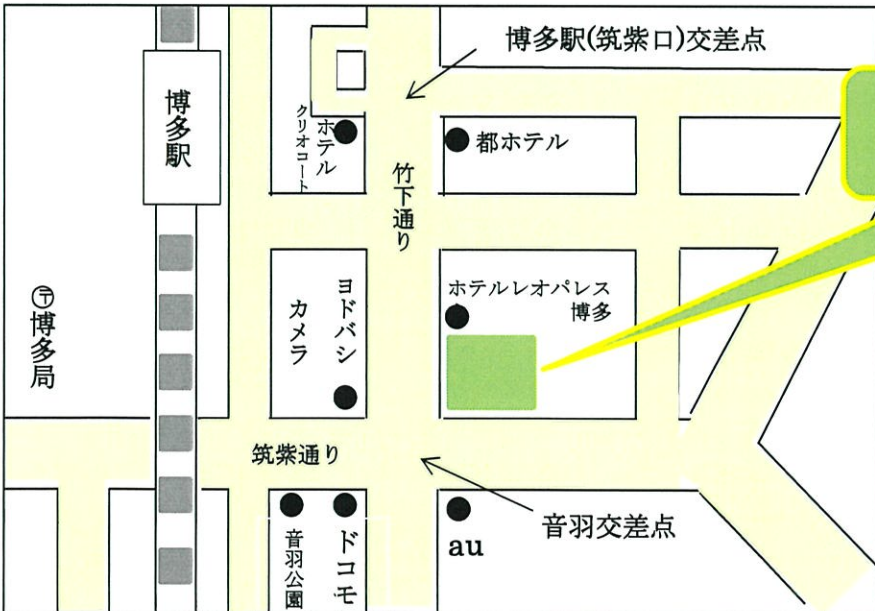 博多駅(筑紫口)交差点
博多駅
ホテル
クリオコート
都ホテル
竹下通り
ホテルレオパレス
博多
ヨドバシ
カメラ
〶博多局
筑紫通り
音羽交差点
音羽公園
ドコモ
au